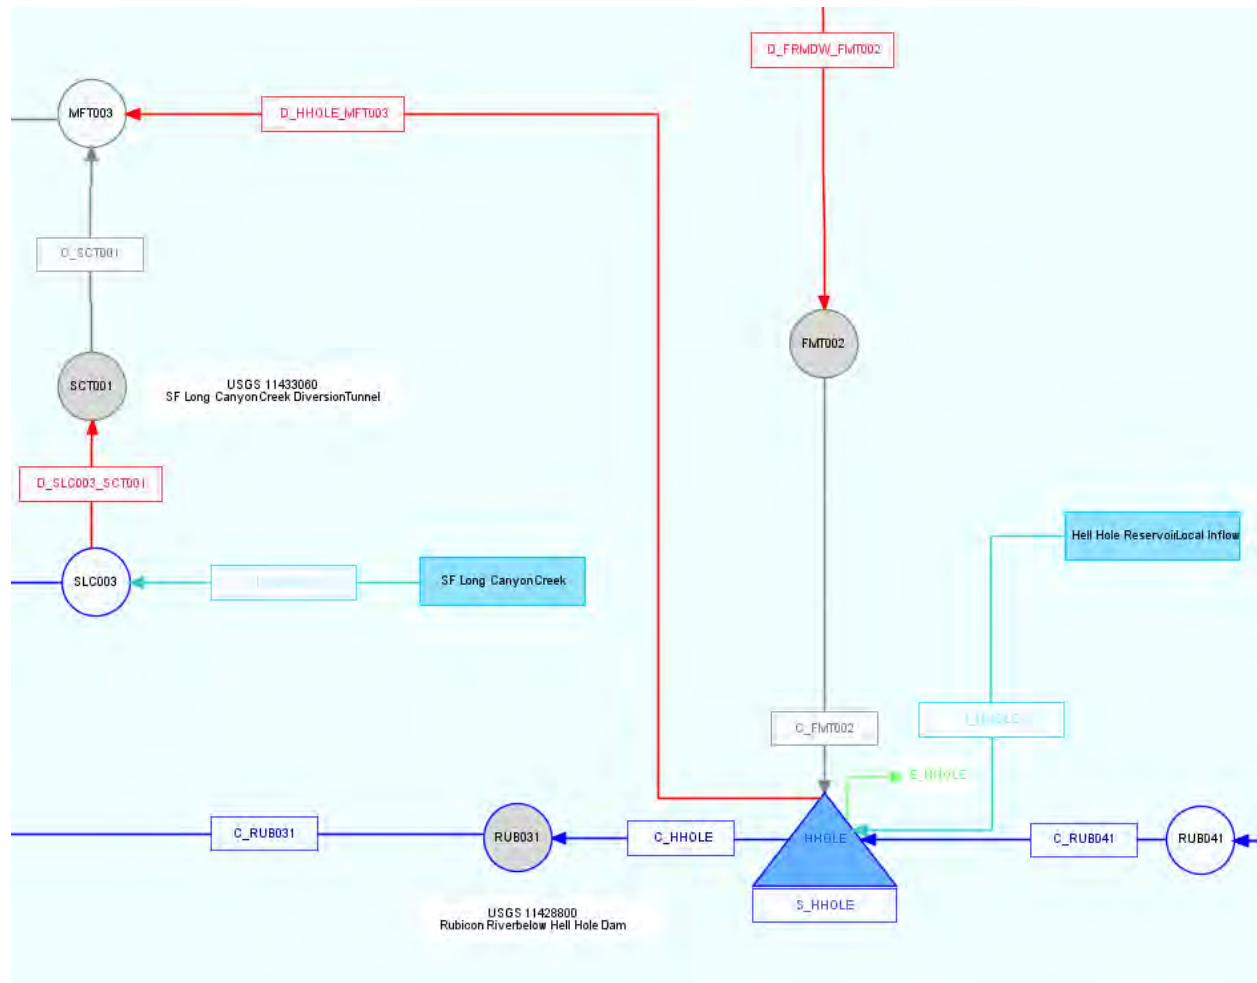 D_FRMDW_FMT002
MFT003
D_HHOLE_MFT003
C_SCT001
FMT002
SCT001
USGS 11433060
SF Long CanyonCreek DiversionTunnel
D_SLC003_SCT001
Hell Hole ReservoirLocal Inflow
SLC003
SF Long CanyonCreek
C_FMT002
I_HHOLE
E_HHOLE
C_RUB031
RUB031
C_HHOLE
HHOLE
C_RUB041
RUB041
S_HHOLE
USGS 11428800
Rubicon Riverbelow Hell Hole Dam